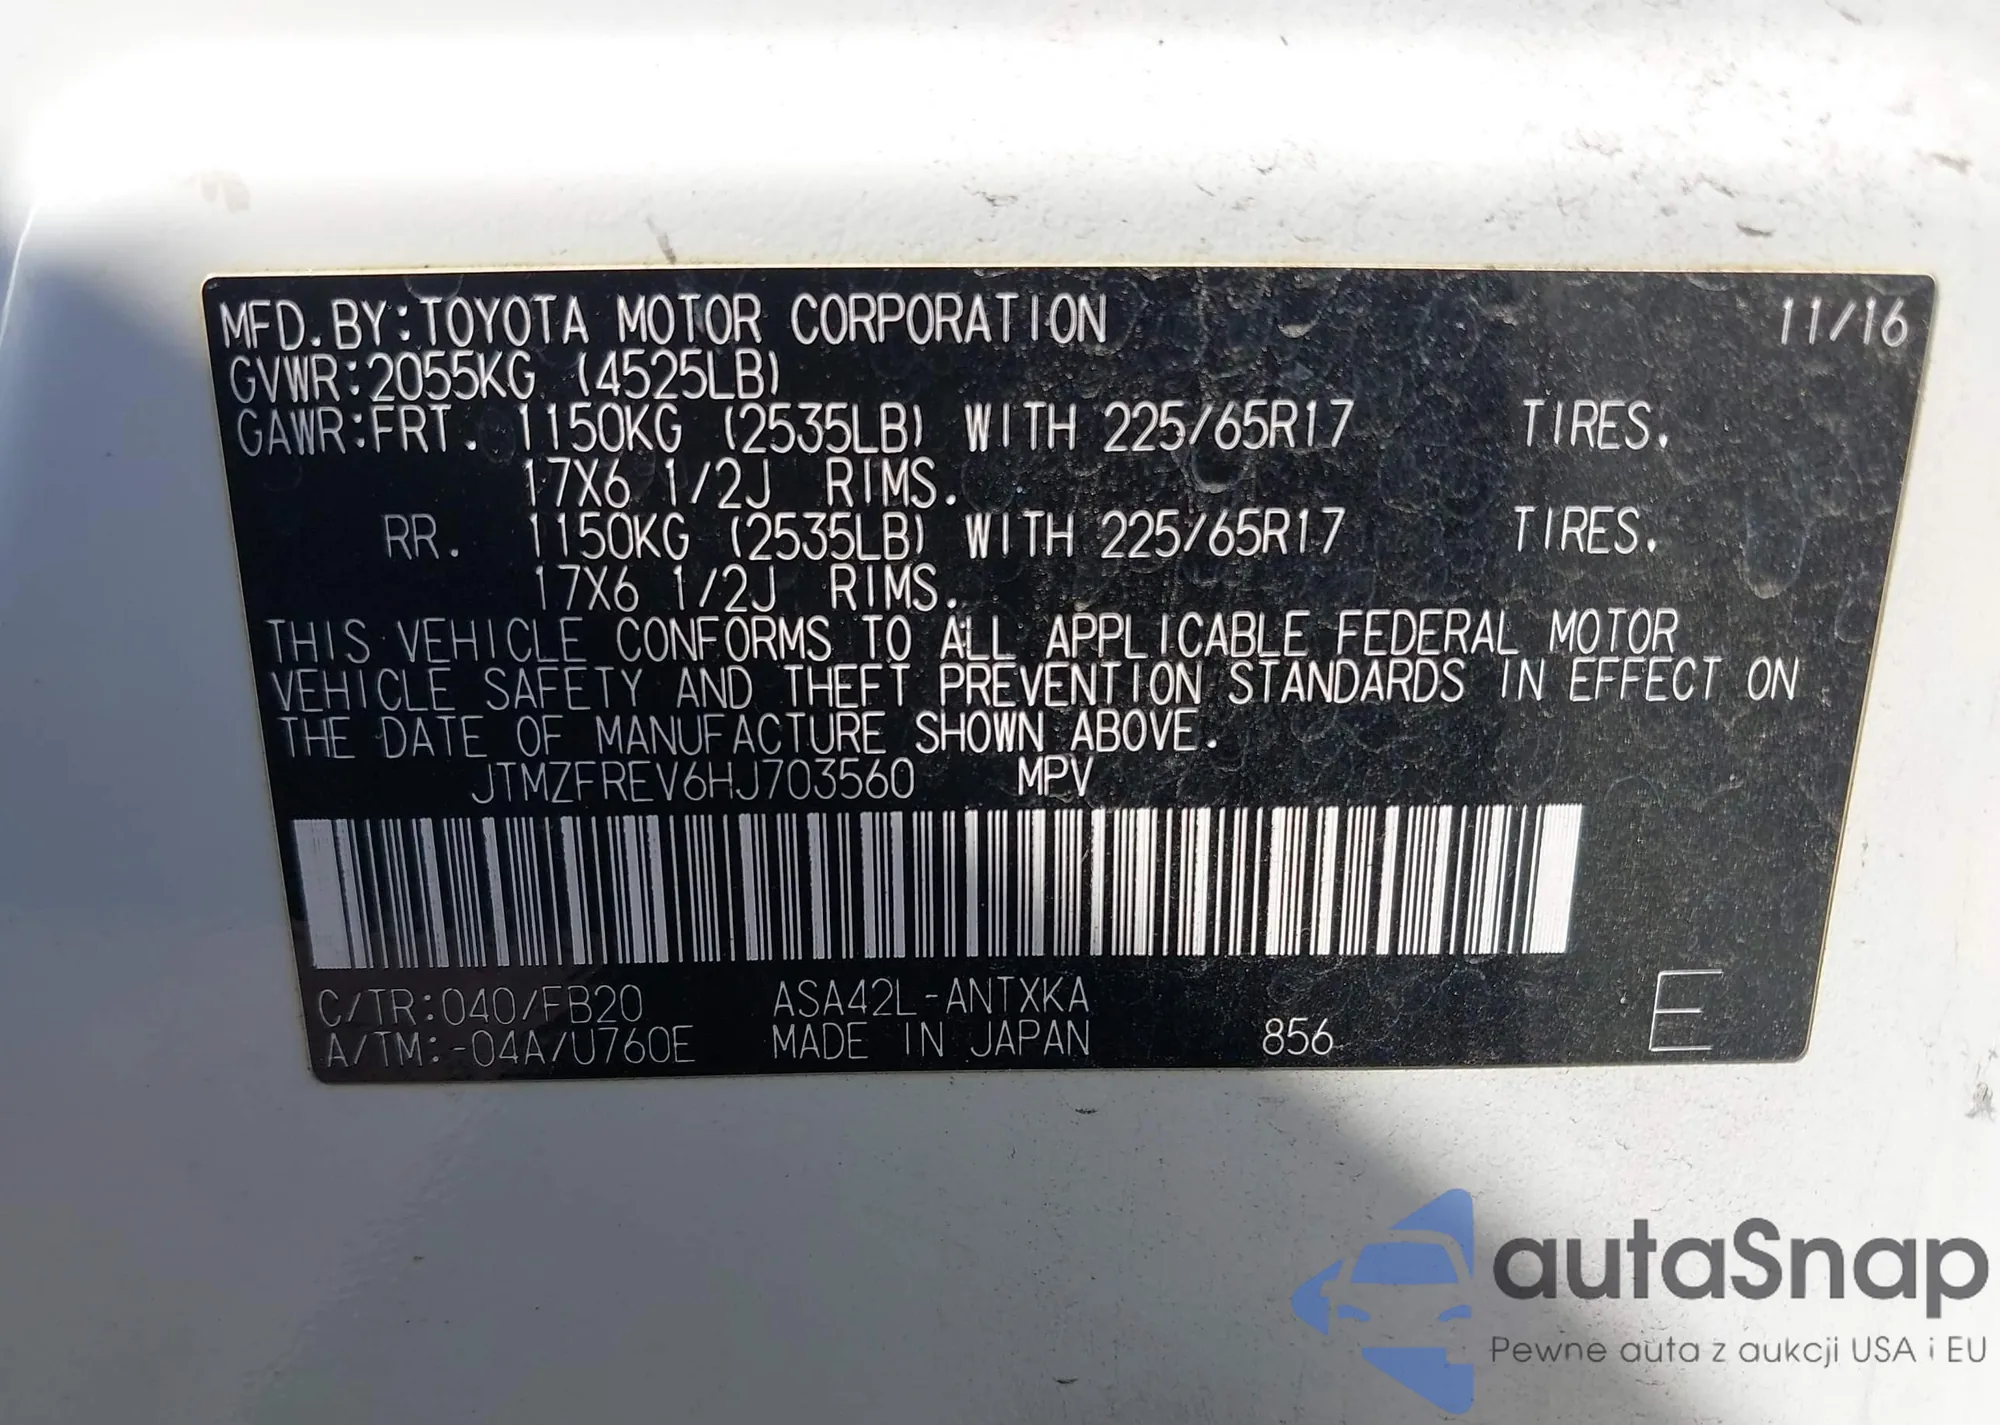 MFD.BY:TOYOTA MOTOR CORPORATION 11/16
GVWR:2055KG (4525LB)
GAWR:FRT. 1150KG (2535LB) WITH 225/65R17 TIRES.
17X6 1/2J RIMS.
RR. 1150KG (2535LB) WITH 225/65R17 TIRES.
17X6 1/2J RIMS.
THIS VEHICLE CONFORMS TO ALL APPLICABLE FEDERAL MOTOR
VEHICLE SAFETY AND THEFT PREVENTION STANDARDS IN EFFECT ON
THE DATE OF MANUFACTURE SHOWN ABOVE.
JTMZFREV6HJ703560 MPV
C/TR:040/FB20 ASA42L-ANTXKA
A/TM:-04A/U760E MADE IN JAPAN 856 E
autaSnap
Pewne auta z aukcji USA i EU